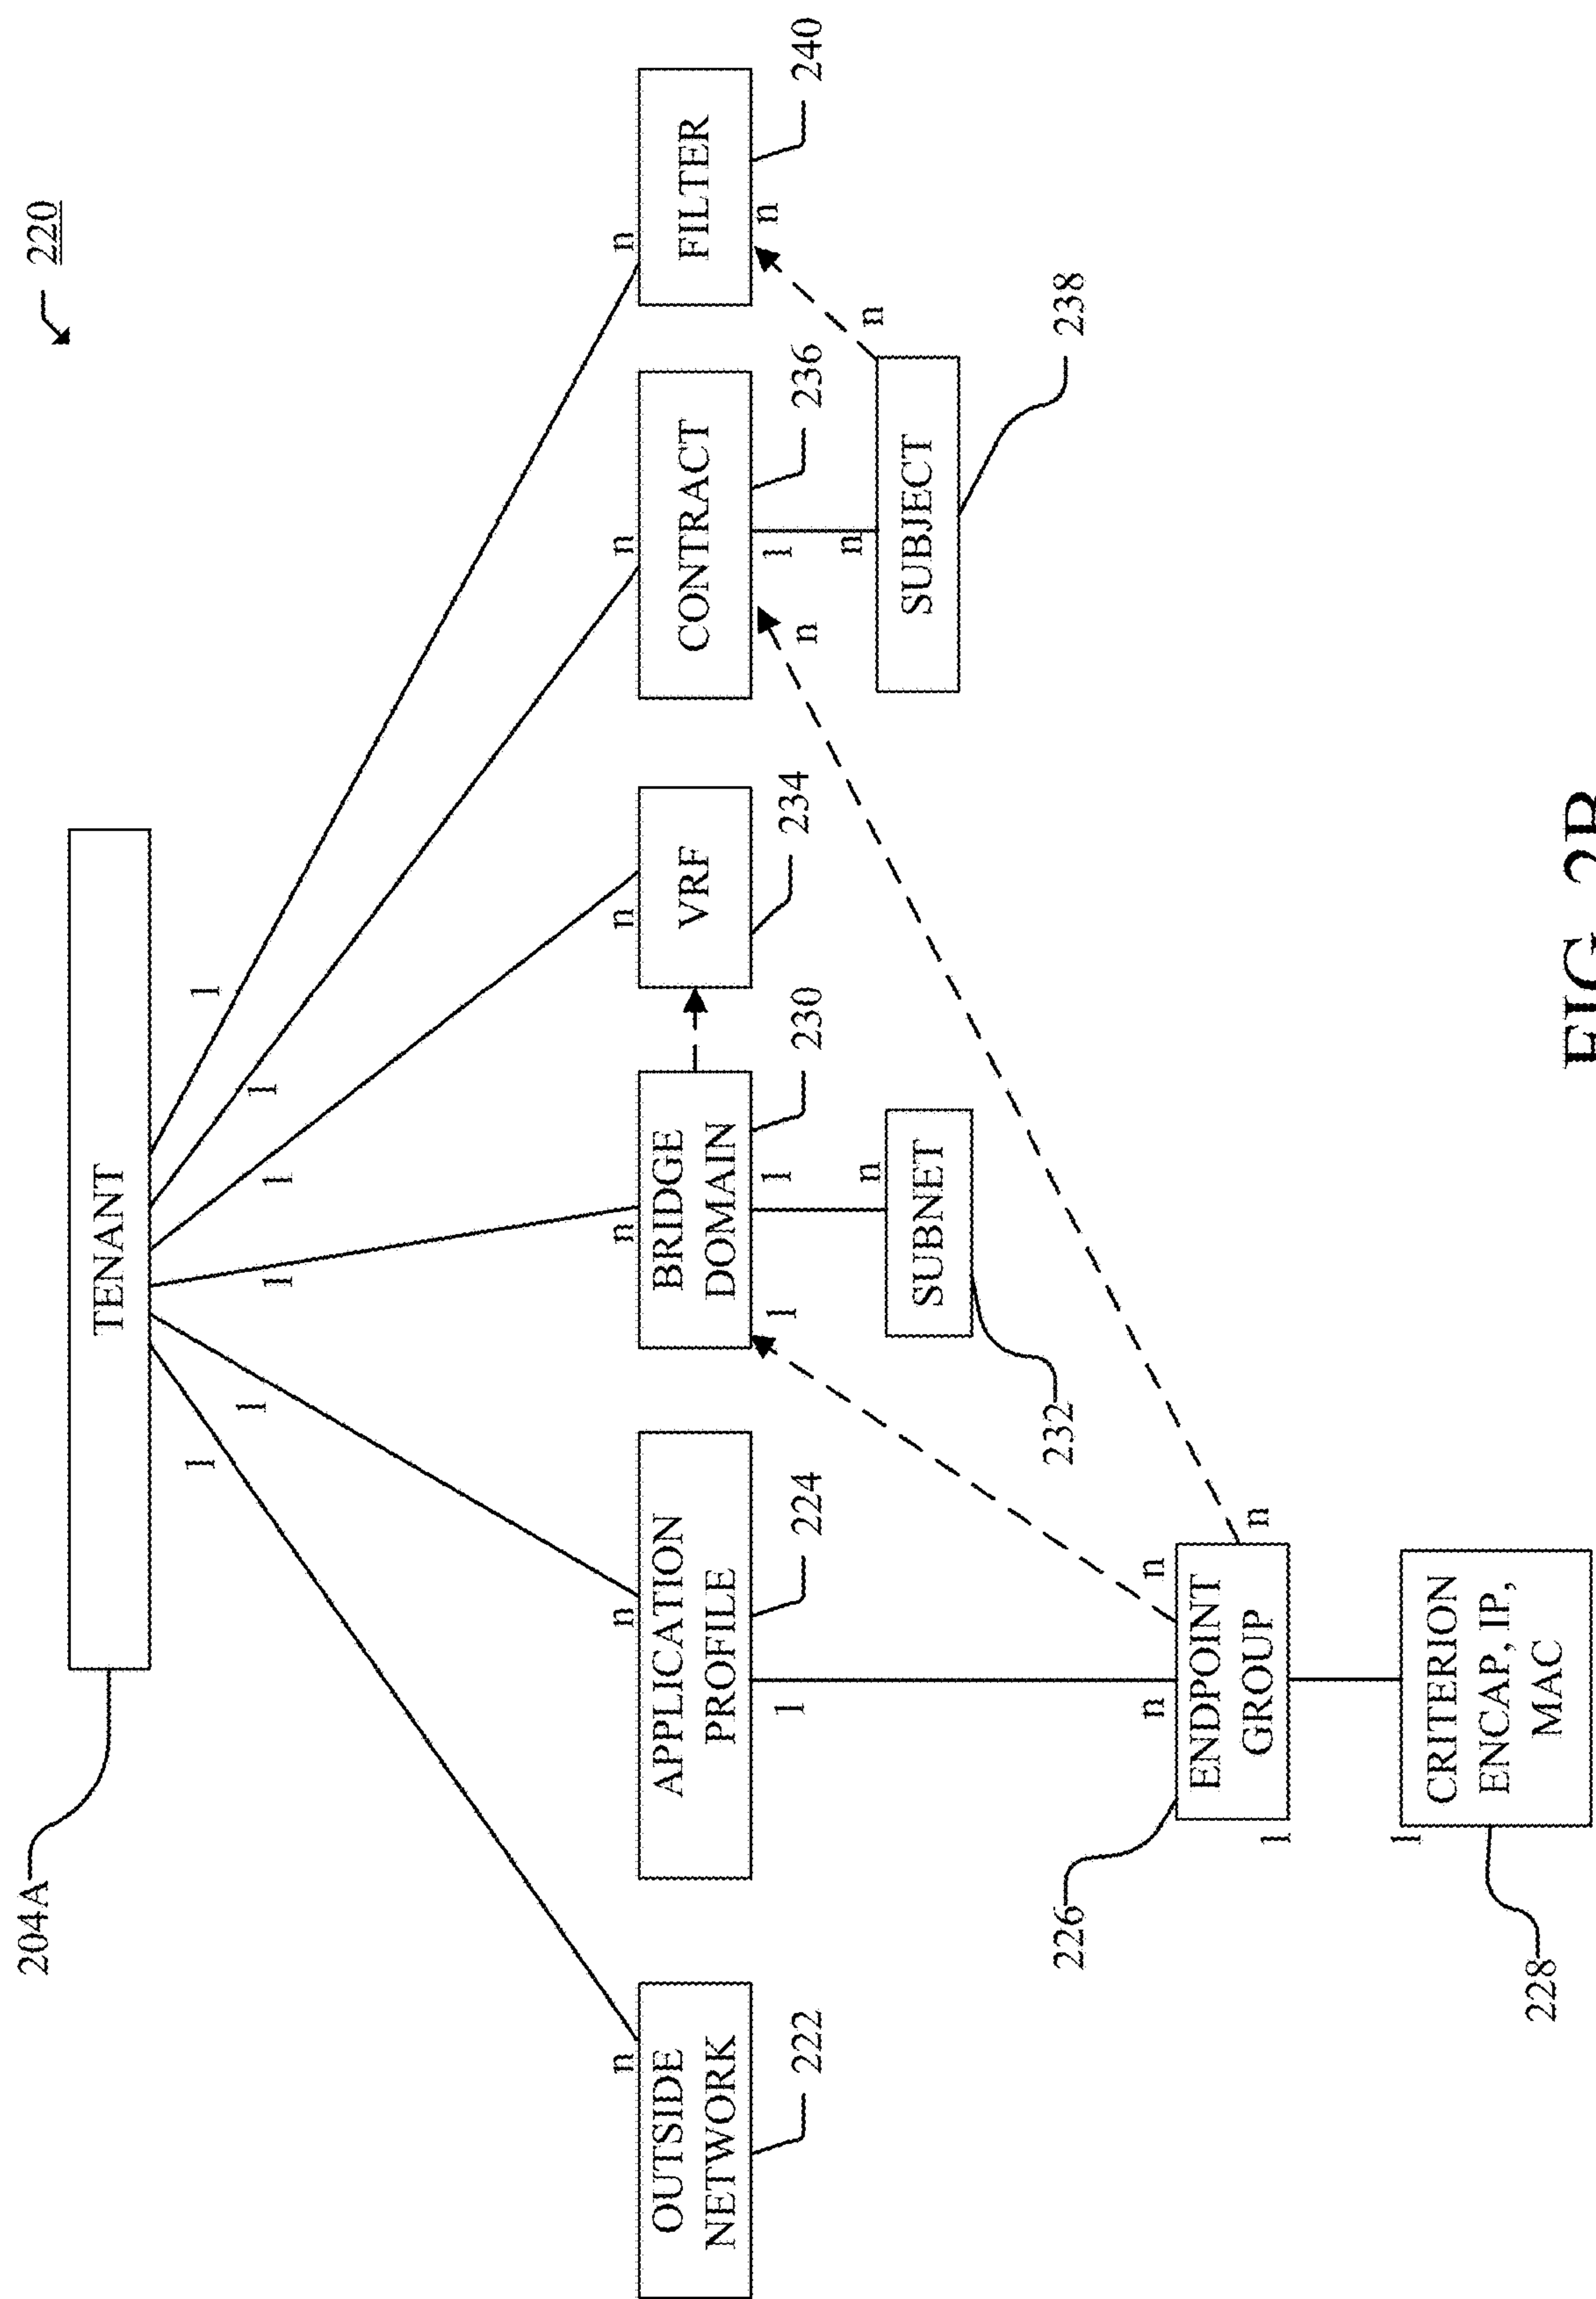 220
204A
TENANT
1
1
1
1
1
1
n
n
n
n
n
n
OUTSIDE
NETWORK
222
APPLICATION
PROFILE
224
BRIDGE
DOMAIN
230
VRF
234
CONTRACT
236
FILTER
240
1
1
1
n
1
n
n
n
n
SUBNET
232
SUBJECT
238
n
n
n
226
ENDPOINT
GROUP
1
1
CRITERION
ENCAP, IP,
MAC
228
FIG. 2B